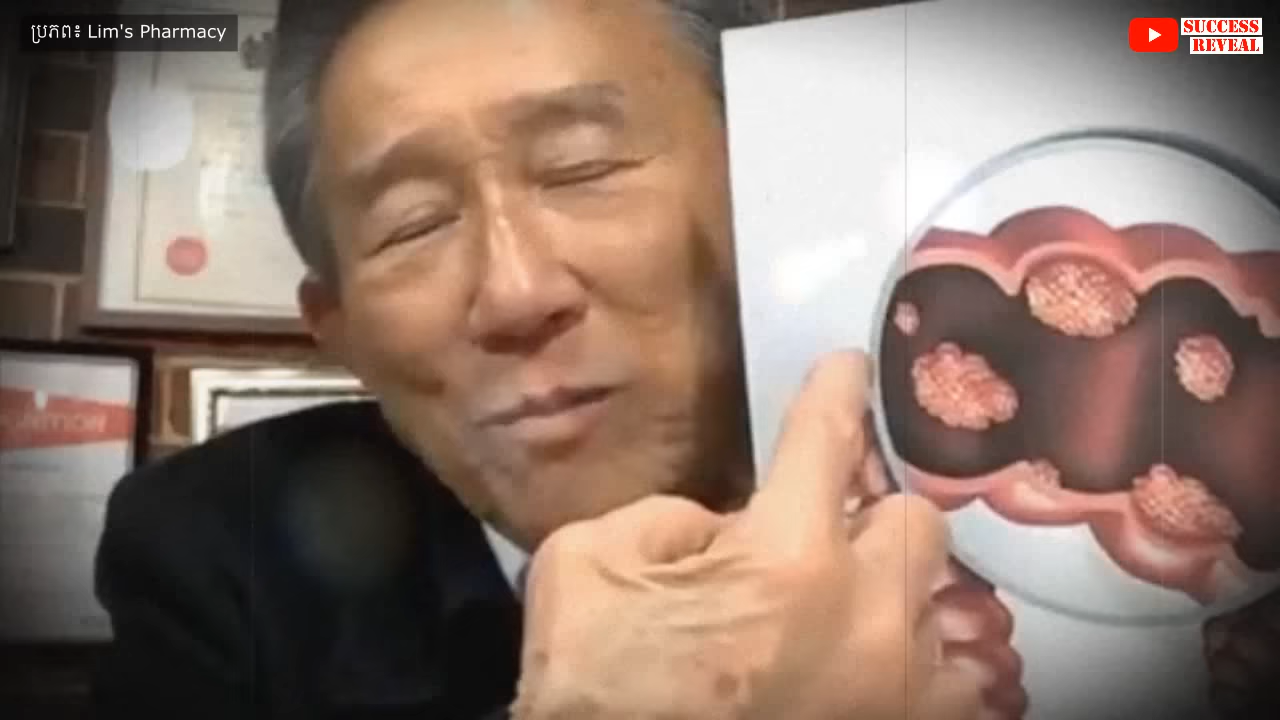 ប្រភព៖ Lim's Pharmacy
SUCCESS
REVEAL